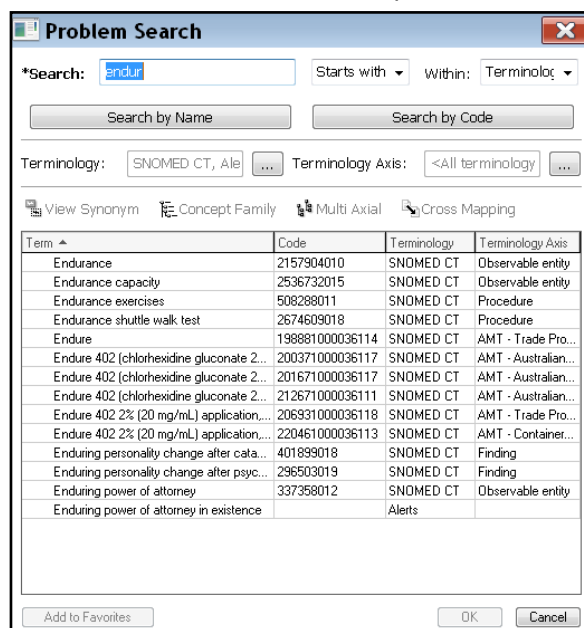 Problem Search
*Search: endur Starts with Within: Terminolog
Search by Name Search by Code
Terminology: SNOMED CT, Ale ... Terminology Axis: <All terminology ...
View Synonym Concept Family Multi Axial Cross Mapping
Term Code Terminology Terminology Axis
Endurance 2157904010 SNOMED CT Observable entity
Endurance capacity 2536732015 SNOMED CT Observable entity
Endurance exercises 508288011 SNOMED CT Procedure
Endurance shuttle walk test 2674609018 SNOMED CT Procedure
Endure 198881000036114 SNOMED CT AMT - Trade Pro...
Endure 402 (chlorhexidine gluconate 2... 200371000036117 SNOMED CT AMT - Australian...
Endure 402 (chlorhexidine gluconate 2... 201671000036117 SNOMED CT AMT - Australian...
Endure 402 (chlorhexidine gluconate 2... 212671000036111 SNOMED CT AMT - Australian...
Endure 402 2% (20 mg/mL) application,... 206931000036118 SNOMED CT AMT - Trade Pro...
Endure 402 2% (20 mg/mL) application,... 220461000036113 SNOMED CT AMT - Container...
Enduring personality change after cata... 401899018 SNOMED CT Finding
Enduring personality change after psyc... 296503019 SNOMED CT Finding
Enduring power of attorney 337358012 SNOMED CT Observable entity
Enduring power of attorney in existence Alerts
Add to Favorites OK Cancel